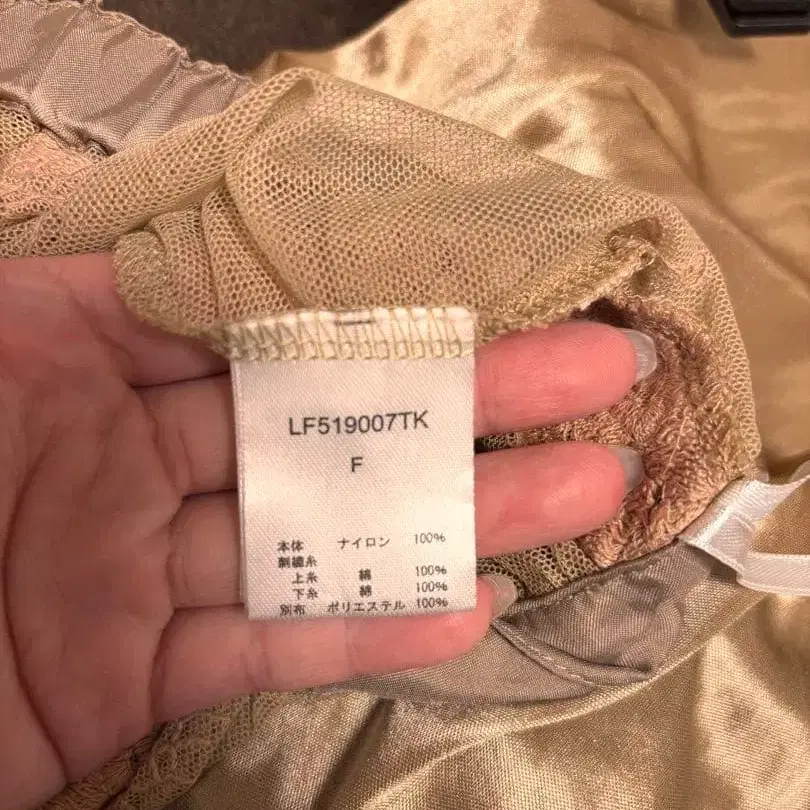 LF519007TK
F
本体 ナイロン 100%
刺繍糸
上糸 綿 100%
下糸 綿 100%
別布 ポリエステル 100%